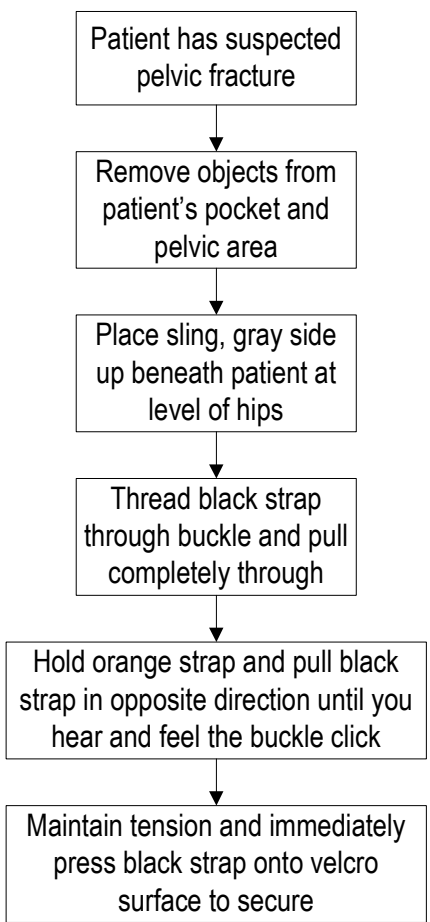 Patient has suspected
pelvic fracture
Remove objects from
patient’s pocket and
pelvic area
Place sling, gray side
up beneath patient at
level of hips
Thread black strap
through buckle and pull
completely through
Hold orange strap and pull black
strap in opposite direction until you
hear and feel the buckle click
Maintain tension and immediately
press black strap onto velcro
surface to secure